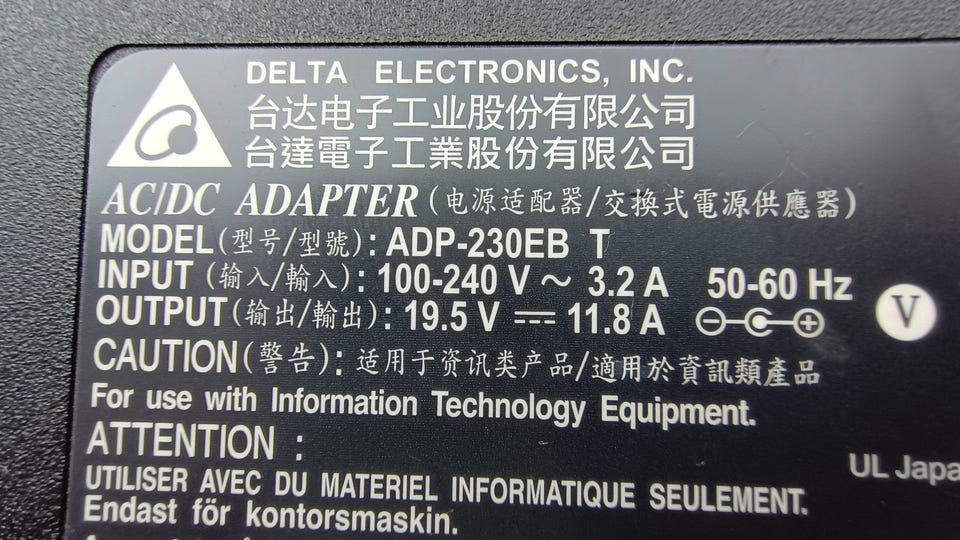 DELTA ELECTRONICS, INC.
台达电子工业股份有限公司
台達電子工業股份有限公司
AC/DC ADAPTER (电源适配器/交換式電源供應器)
MODEL(型号/型號): ADP-230EB T
INPUT (输入/輸入): 100-240 V ~ 3.2 A 50-60 Hz
OUTPUT(输出/輸出): 19.5 V ⎓ 11.8 A
V
CAUTION(警告): 适用于资讯类产品/適用於資訊類產品
For use with Information Technology Equipment.
ATTENTION :
UL Japa
UTILISER AVEC DU MATERIEL INFORMATIQUE SEULEMENT.
Endast för kontorsmaskin.